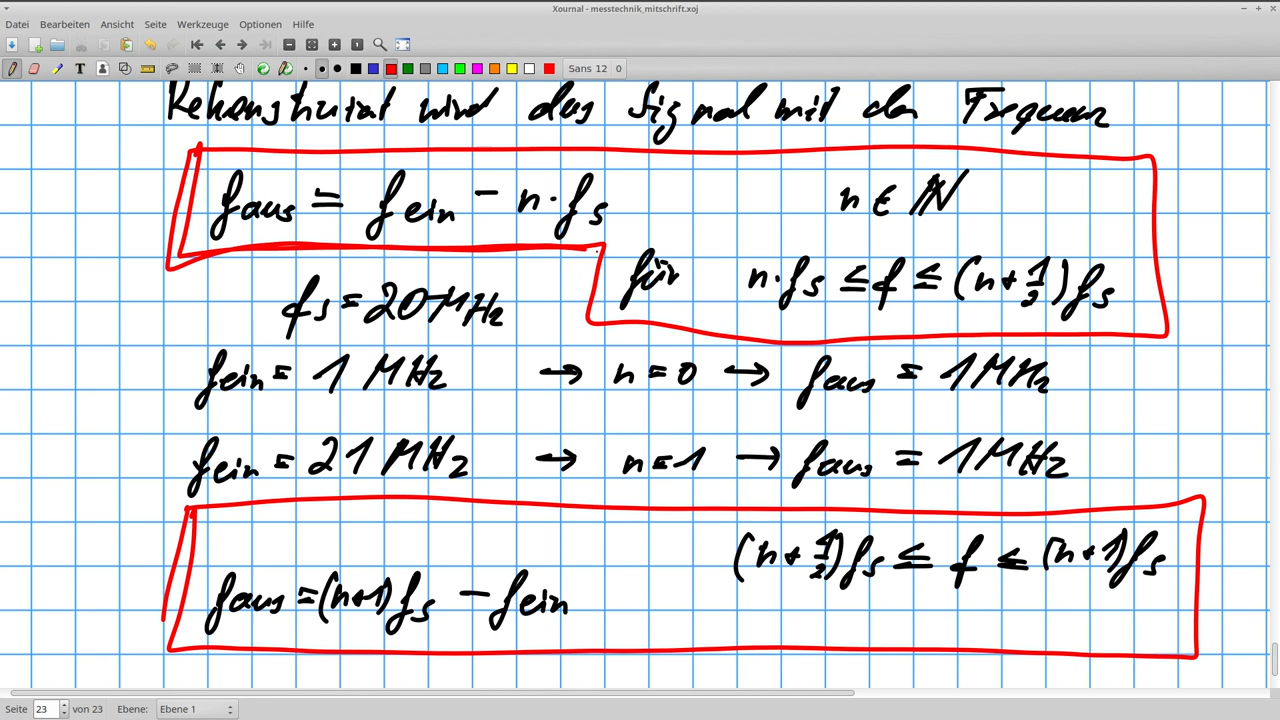 Xournal - messtechnik_mitschrift.xoj
Datei Bearbeiten Ansicht Seite Werkzeuge Optionen Hilfe
Sans 12 0
Rekonstruiert wird das Signal mit den Frequenz
faus = fein - n·fs n ∈ ℕ
für n·fs ≤ f ≤ (n+1/2)fs
fs = 20 MHz
fein = 1 MHz → n = 0 → faus = 1 MHz
fein = 21 MHz → n = 1 → faus = 1 MHz
(n+1/2)fs ≤ f ≤ (n+1)fs
faus = (n+1)fs - fein
Seite 23 von 23 Ebene: Ebene 1